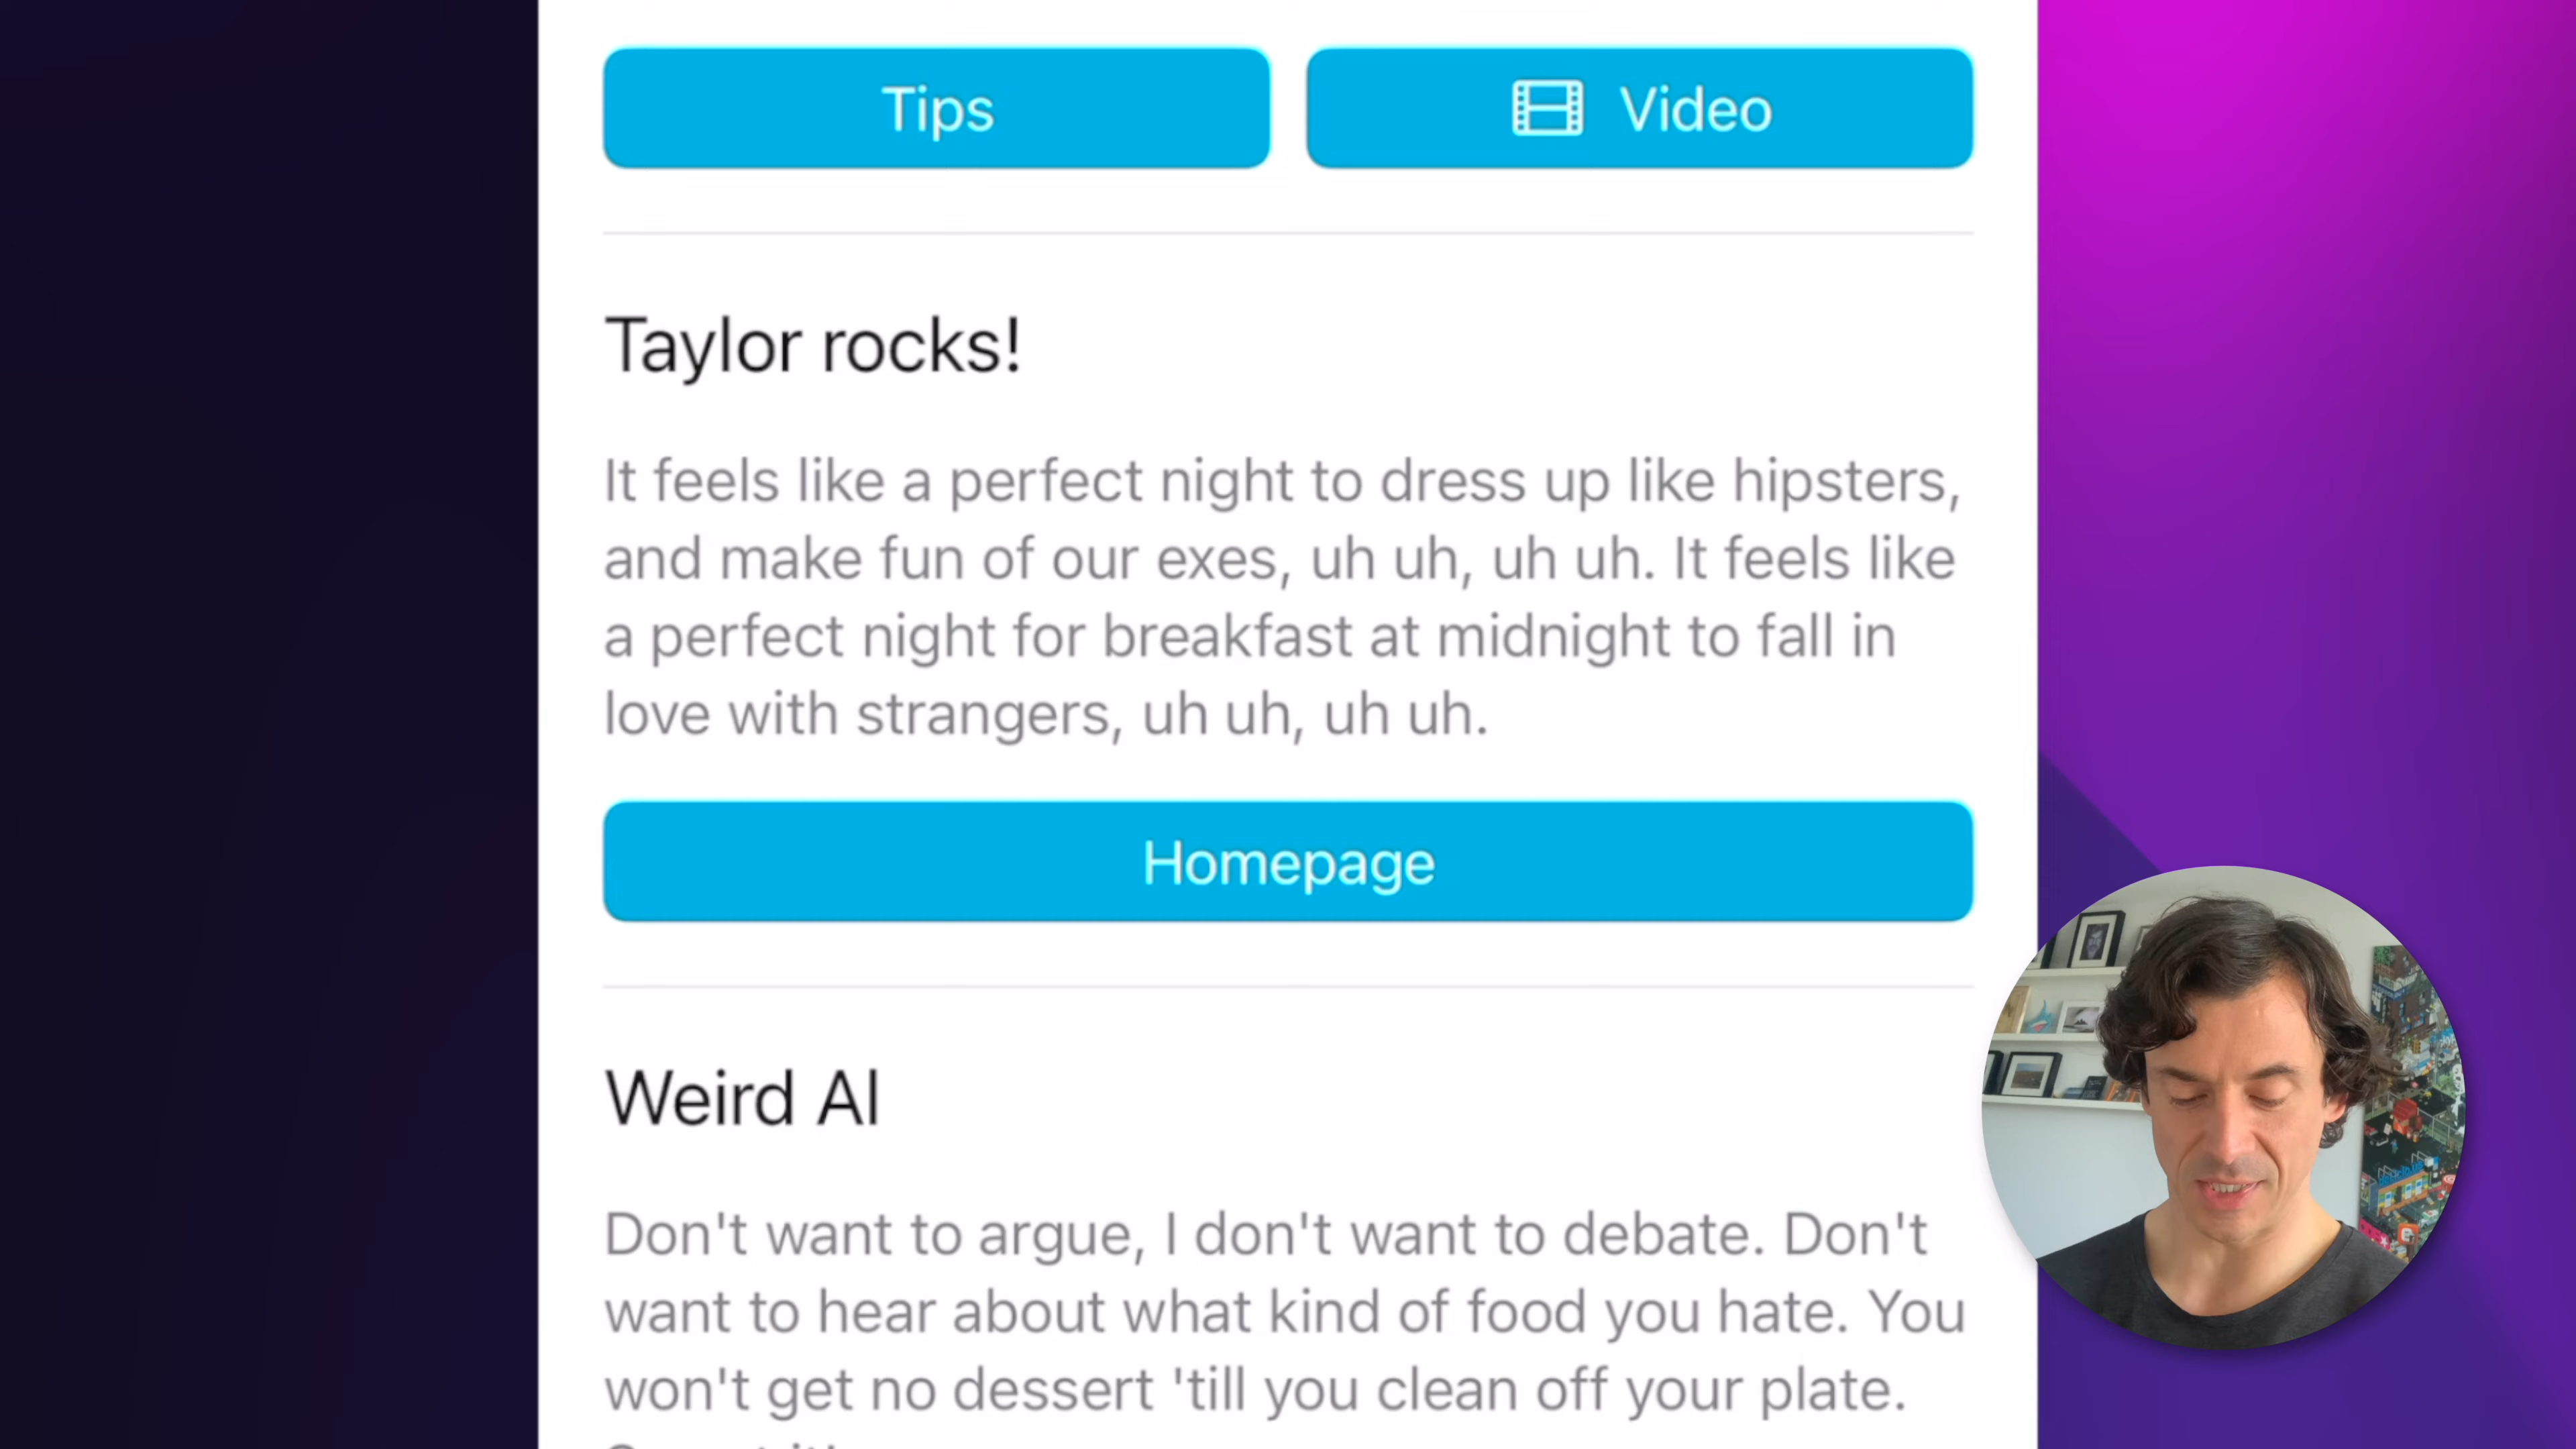 Tips
Video
Taylor rocks!
It feels like a perfect night to dress up like hipsters,
and make fun of our exes, uh uh, uh uh. It feels like
a perfect night for breakfast at midnight to fall in
love with strangers, uh uh, uh uh.
Homepage
Weird Al
Don't want to argue, I don't want to debate. Don't
want to hear about what kind of food you hate. You
won't get no dessert 'till you clean off your plate.